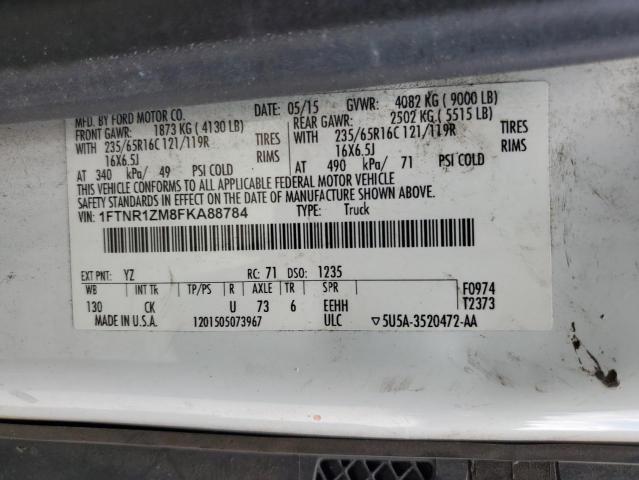 MFD. BY FORD MOTOR CO. DATE: 05/15 GVWR: 4082 KG ( 9000 LB)
FRONT GAWR: 1873 KG ( 4130 LB) REAR GAWR: 2502 KG ( 5515 LB)
WITH 235/65R16C 121/119R TIRES WITH 235/65R16C 121/119R TIRES
16X6.5J RIMS 16X6.5J RIMS
AT 340 kPa/ 49 PSI COLD AT 490 kPa/ 71 PSI COLD
THIS VEHICLE CONFORMS TO ALL APPLICABLE FEDERAL MOTOR VEHICLE
SAFETY STANDARDS IN EFFECT ON THE DATE OF MANUFACTURE SHOWN ABOVE.
VIN: 1FTNR1ZM8FKA88784 TYPE: Truck
EXT PNT: YZ RC: 71 DSO: 1235
WB TP/PS R AXLE TR SPR F0974
130 CK U 73 6 EEHH T2373
MADE IN U.S.A. 1201505073967 ULC ▽5U5A-3520472-AA